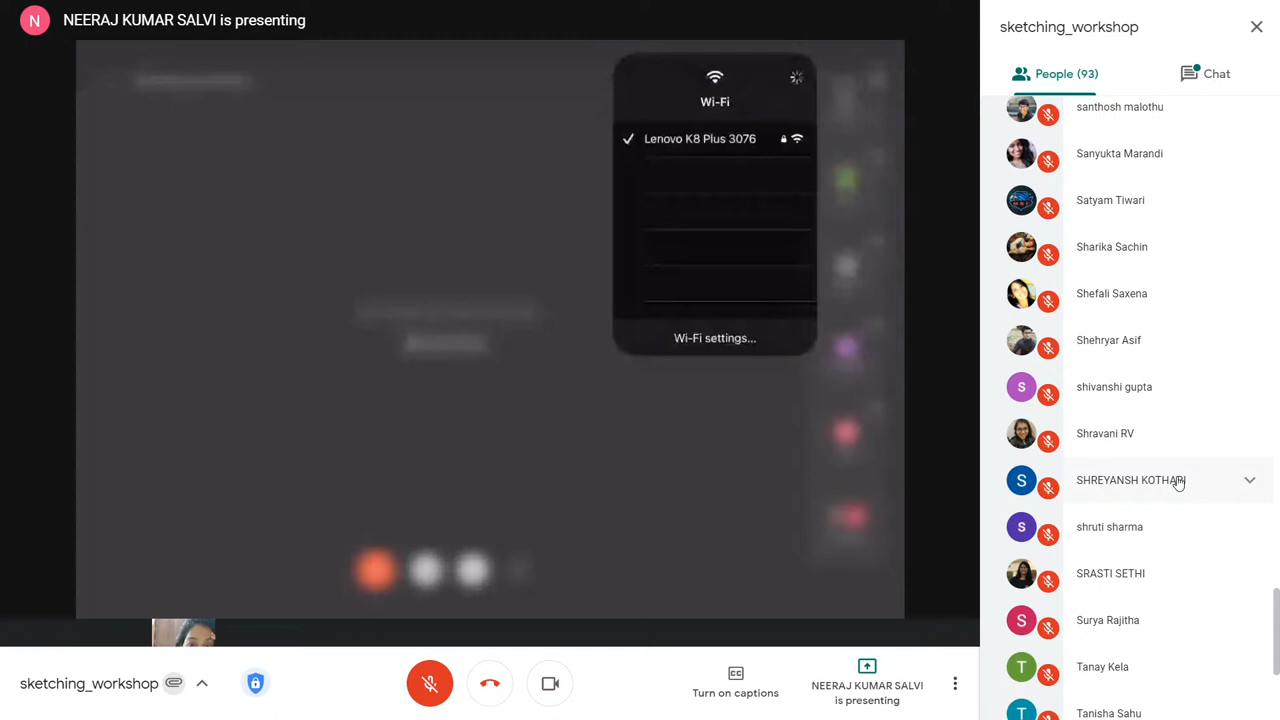 N NEERAJ KUMAR SALVI is presenting
Wi-Fi
Lenovo K8 Plus 3076
Wi-Fi settings...
sketching_workshop
People (93)
Chat
santhosh malothu
Sanyukta Marandi
Satyam Tiwari
Sharika Sachin
Shefali Saxena
Shehryar Asif
S shivanshi gupta
Shravani RV
S SHREYANSH KOTHARI
S shruti sharma
SRASTI SETHI
S Surya Rajitha
T Tanay Kela
T Tanisha Sahu
sketching_workshop
CC
Turn on captions
NEERAJ KUMAR SALVI
is presenting